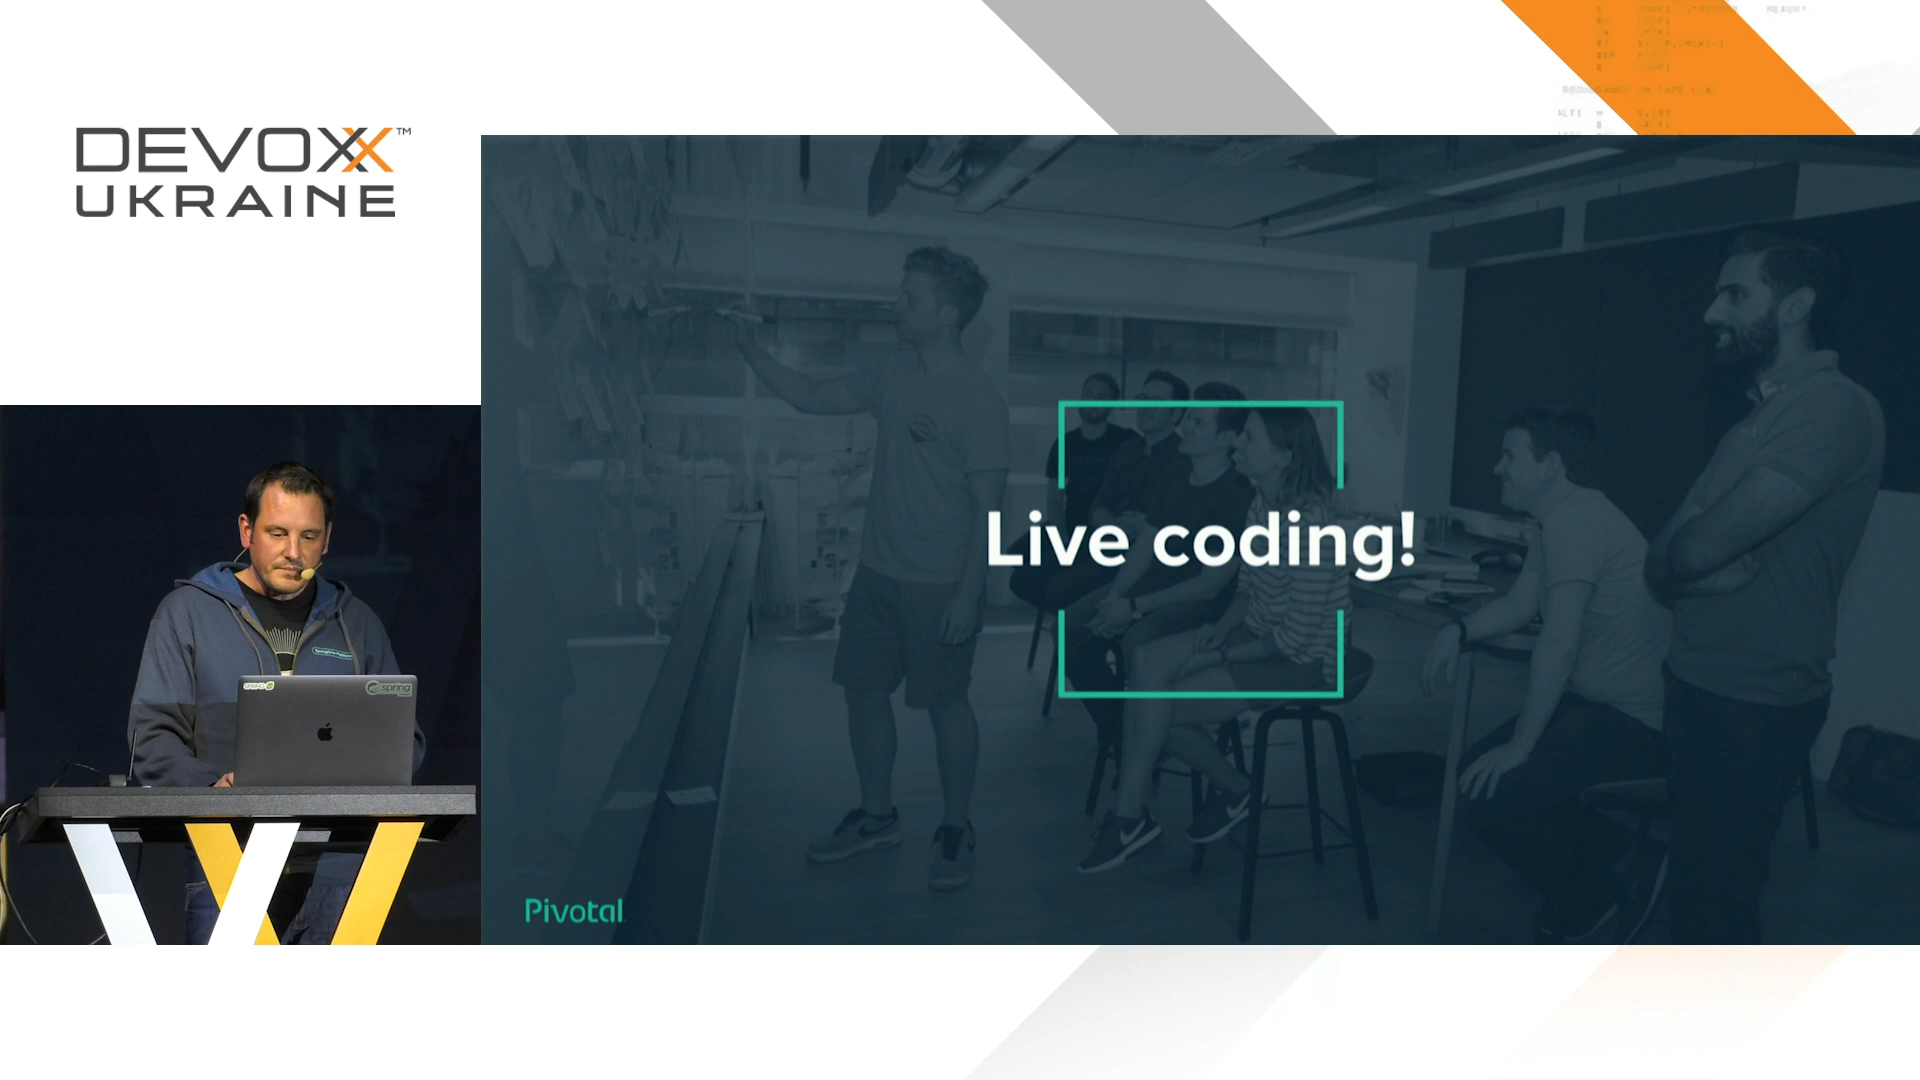 DEVOXX™
UKRAINE
Live coding!
spring
Pivotal